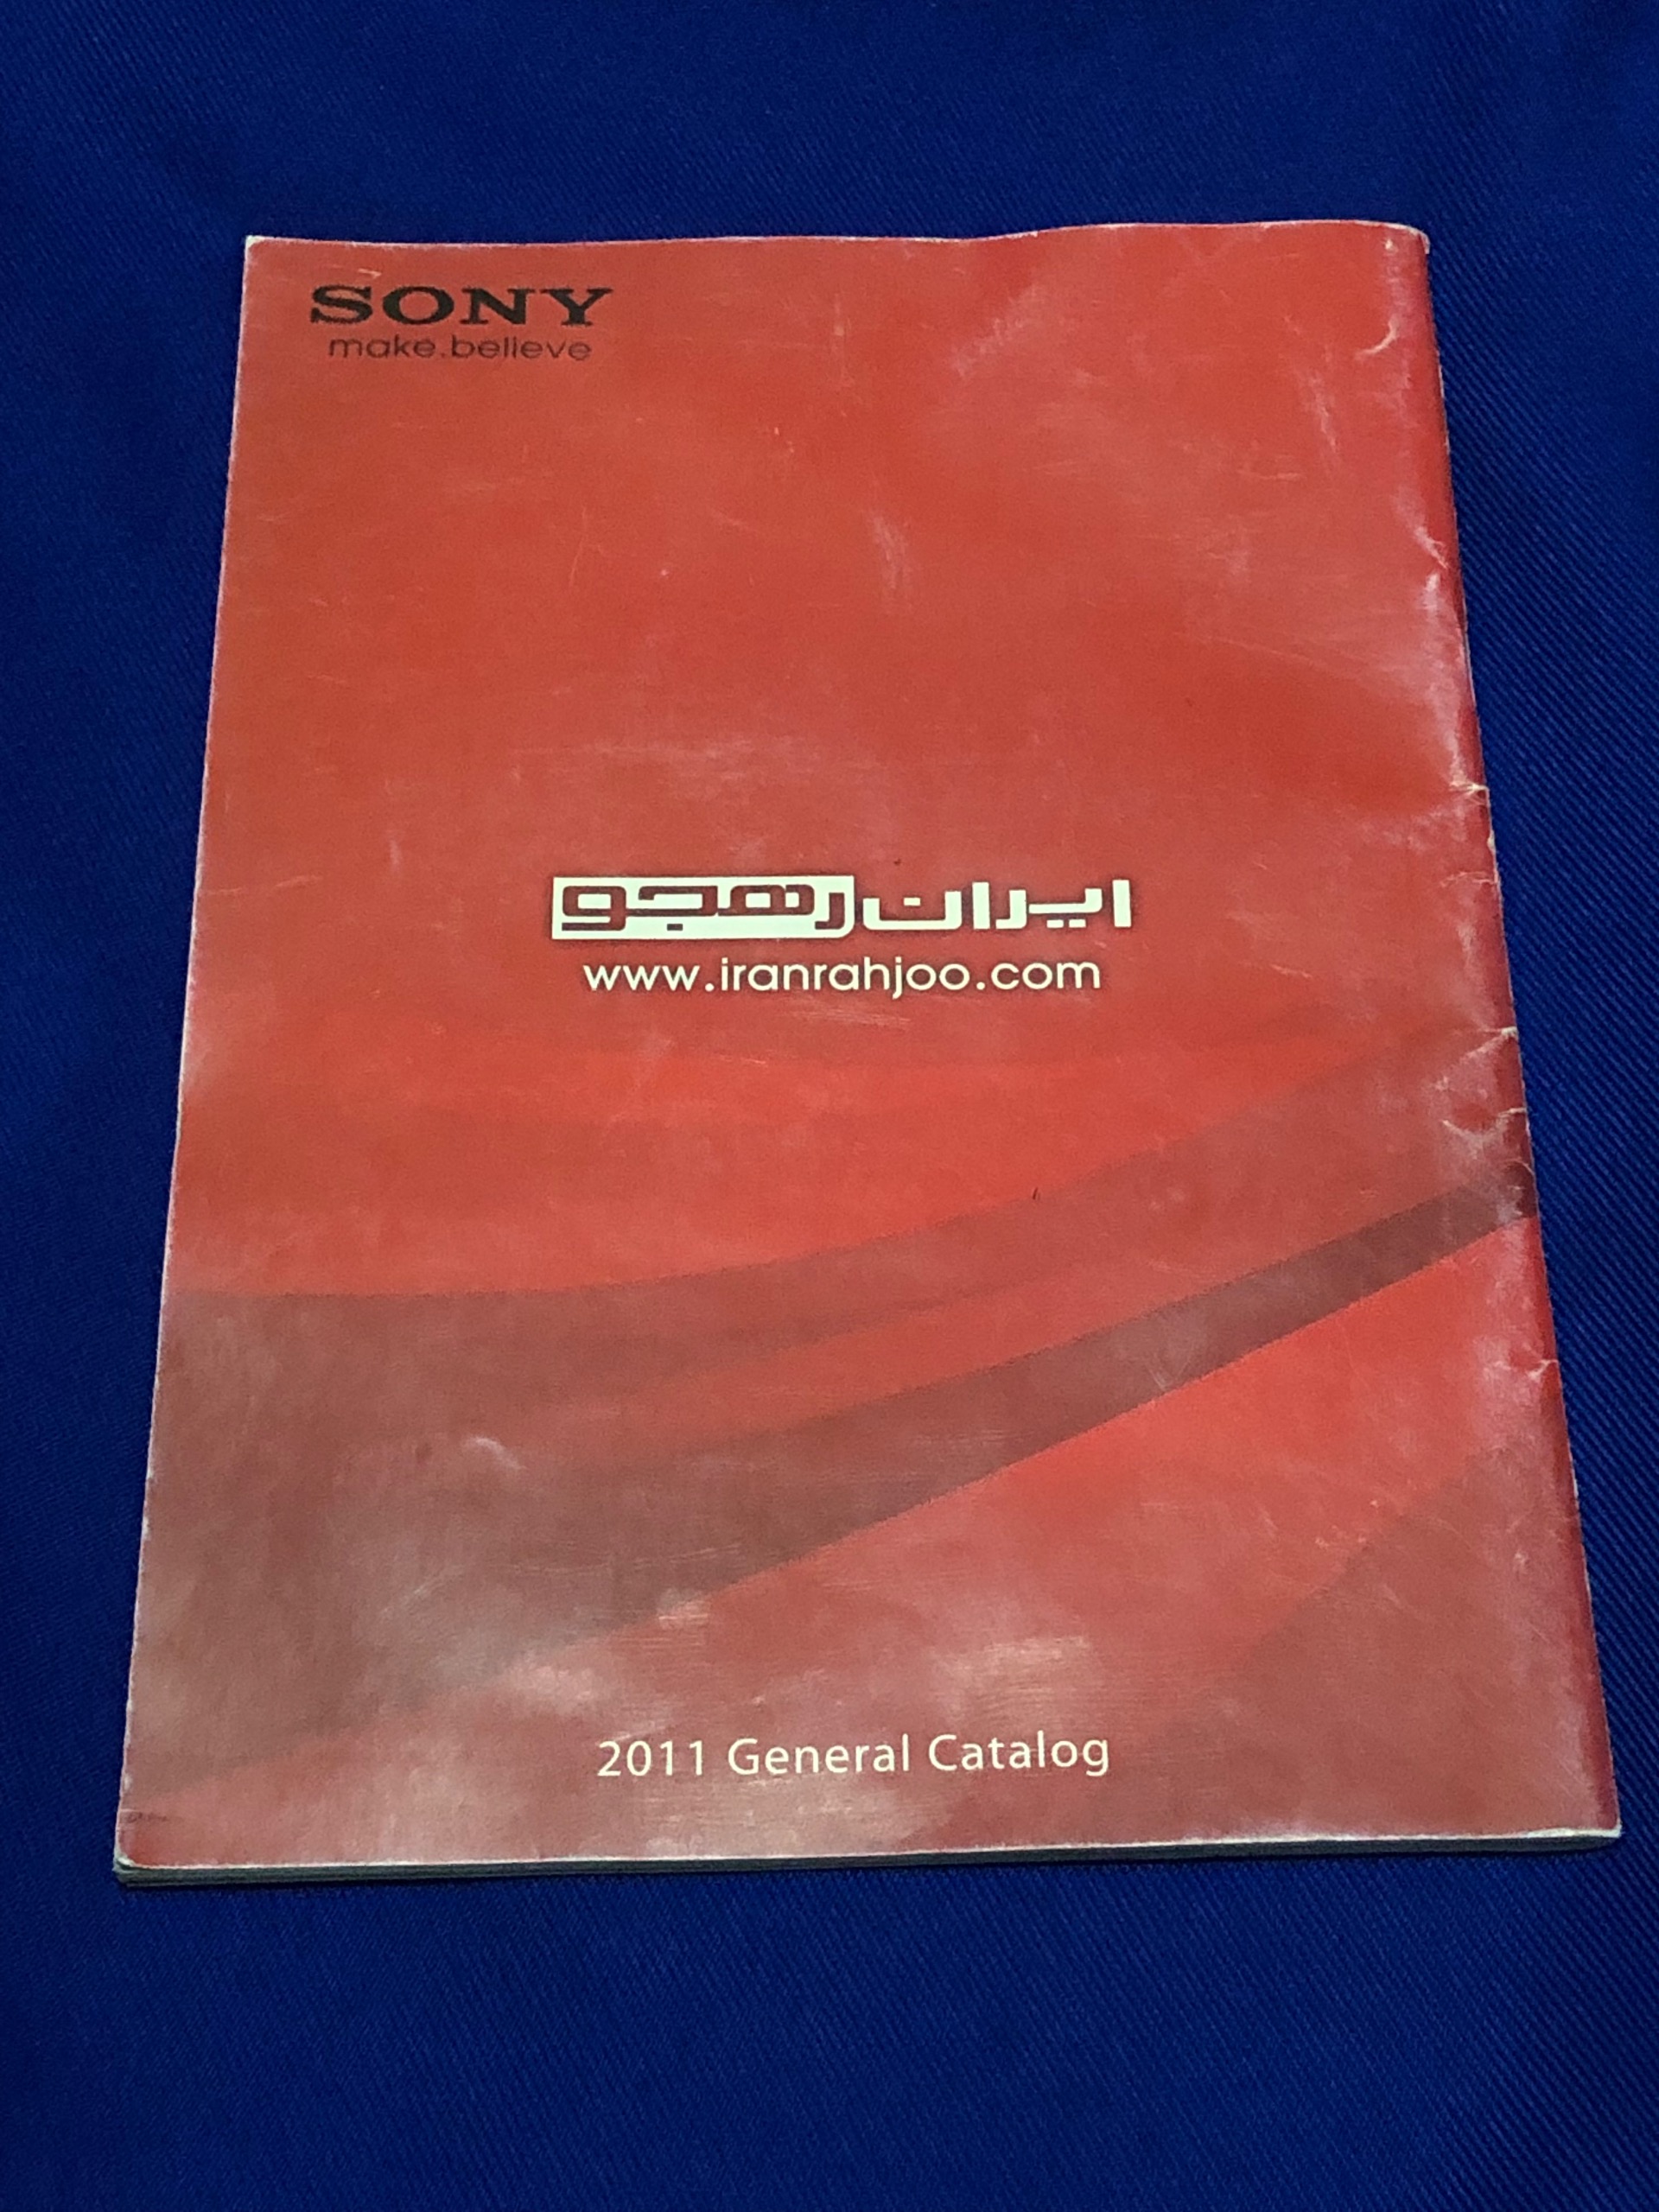 SONY
make.believe
ایران رهجو
www.iranrahjoo.com
2011 General Catalog